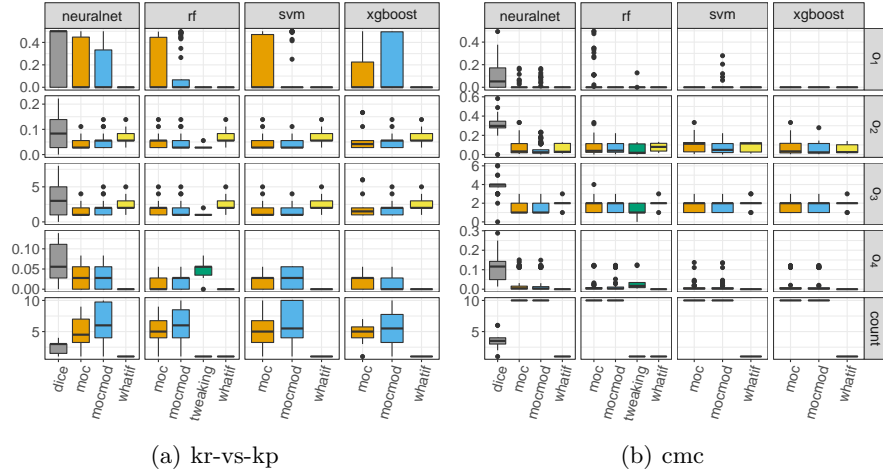 neuralnet rf svm xgboost
0.4
0.2
0.0
0.2
0.1
0.0
5
0
0.10
0.05
0.00
10
5
dice moc mocmod whatif moc mocmod tweaking whatif moc mocmod whatif moc mocmod whatif
(a) kr-vs-kp
neuralnet rf svm xgboost
0.4
0.2
0.0
o1
0.6
0.4
0.2
0.0
o2
6
4
2
0
o3
0.3
0.2
0.1
0.0
o4
10
5
count
dice moc mocmod whatif moc mocmod tweaking whatif moc mocmod whatif moc mocmod whatif
(b) cmc